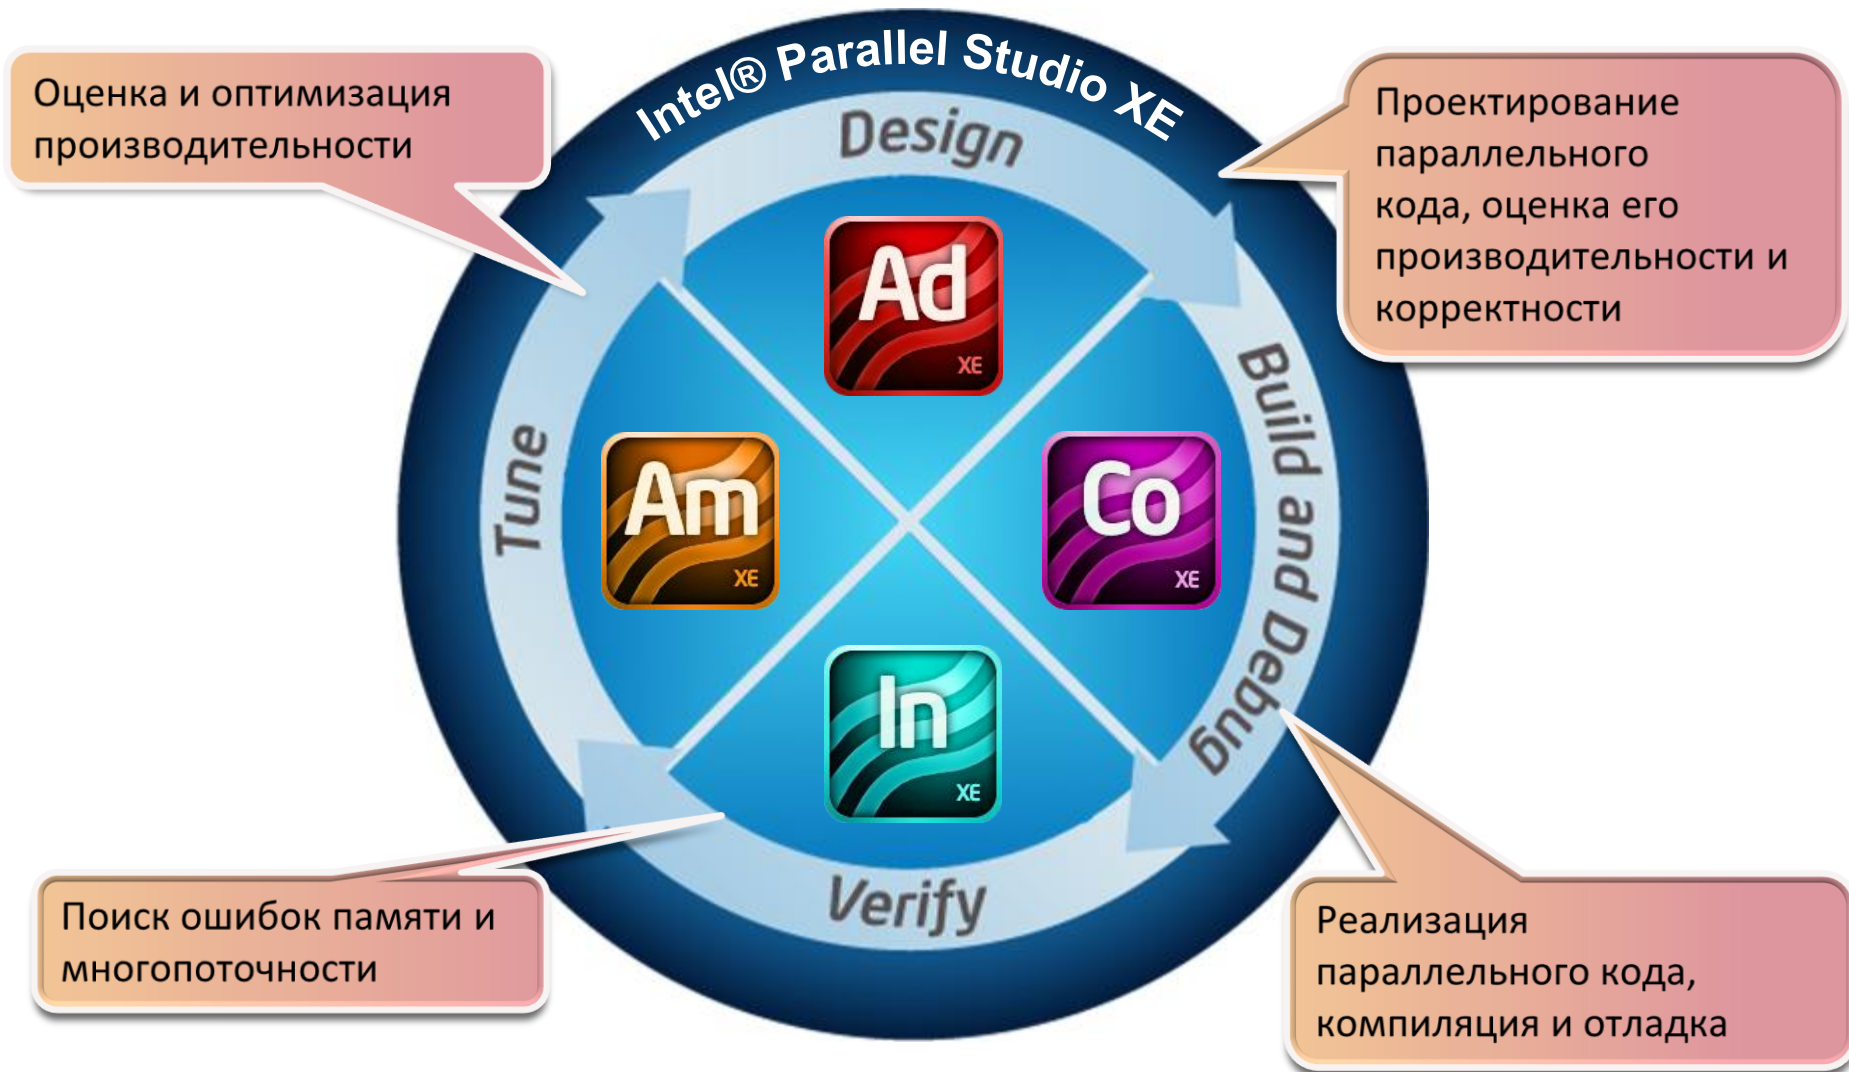 Intel® Parallel Studio XE
Оценка и оптимизация
производительности
Проектирование
параллельного
кода, оценка его
производительности и
корректности
Design
Ad
XE
Build and Debug
Tune
Am
XE
Co
XE
In
XE
Verify
Поиск ошибок памяти и
многопоточности
Реализация
параллельного кода,
компиляция и отладка